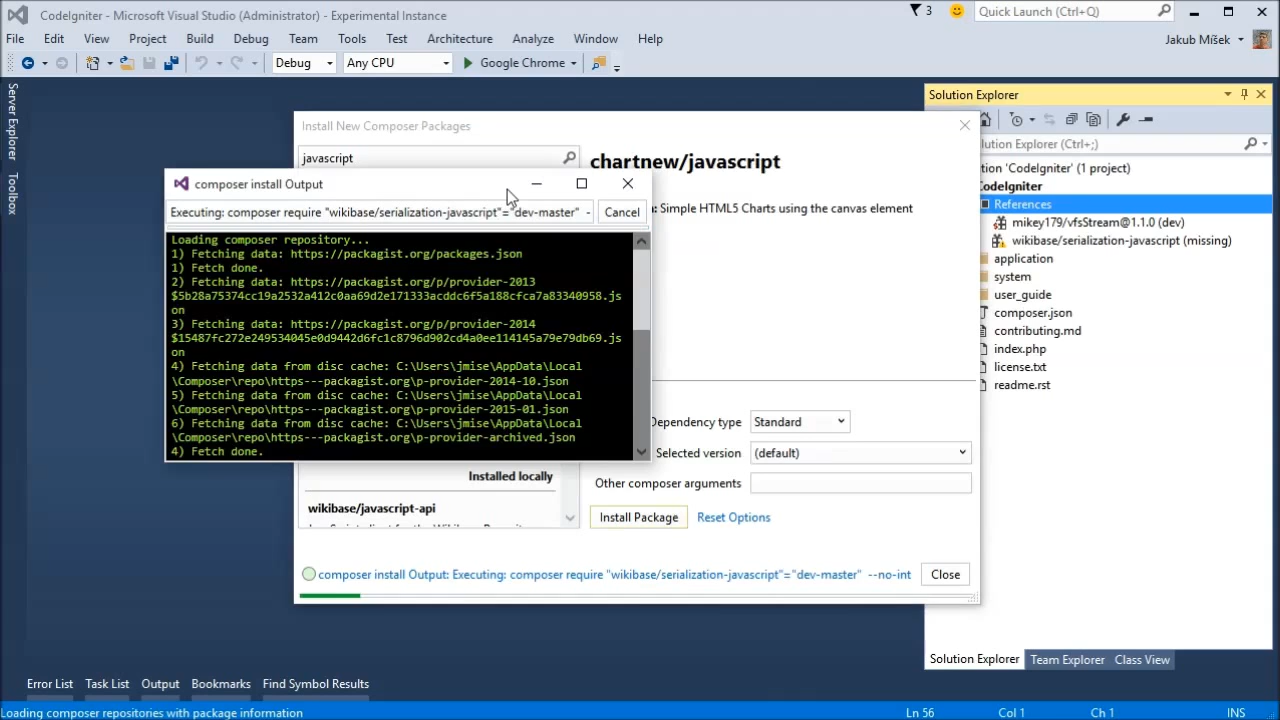 CodeIgniter - Microsoft Visual Studio (Administrator) - Experimental Instance
3
Quick Launch (Ctrl+Q)
File Edit View Project Build Debug Team Tools Test Architecture Analyze Window Help
Jakub Míšek
Debug Any CPU Google Chrome
Server Explorer
Toolbox
Install New Composer Packages
javascript
composer install Output
Executing: composer require "wikibase/serialization-javascript"="dev-master" -
Cancel
Loading composer repository...
1) Fetching data: https://packagist.org/packages.json
1) Fetch done.
2) Fetching data: https://packagist.org/p/provider-2013
$5b28a75374cc19a2532a412c0aa69d2e171333acddc6f5a188cfca7a83340958.js
on
3) Fetching data: https://packagist.org/p/provider-2014
$15487fc272e249534045e0d9442d6fc1c8796d902cd4a0ee114145a79e79db69.js
on
4) Fetching data from disc cache: C:\Users\jmise\AppData\Local
\Composer\repo\https---packagist.org\p-provider-2014-10.json
5) Fetching data from disc cache: C:\Users\jmise\AppData\Local
\Composer\repo\https---packagist.org\p-provider-2015-01.json
6) Fetching data from disc cache: C:\Users\jmise\AppData\Local
\Composer\repo\https---packagist.org\p-provider-archived.json
4) Fetch done.
Installed locally
wikibase/javascript-api
chartnew/javascript
Simple HTML5 Charts using the canvas element
Dependency type Standard
Selected version (default)
Other composer arguments
Install Package Reset Options
composer install Output: Executing: composer require "wikibase/serialization-javascript"="dev-master" --no-int
Close
Solution Explorer
lution Explorer (Ctrl+;)
tion 'CodeIgniter' (1 project)
odeIgniter
References
mikey179/vfsStream@1.1.0 (dev)
wikibase/serialization-javascript (missing)
application
system
user_guide
composer.json
contributing.md
index.php
license.txt
readme.rst
Solution Explorer Team Explorer Class View
Error List Task List Output Bookmarks Find Symbol Results
Loading composer repositories with package information
Ln 56 Col 1 Ch 1 INS